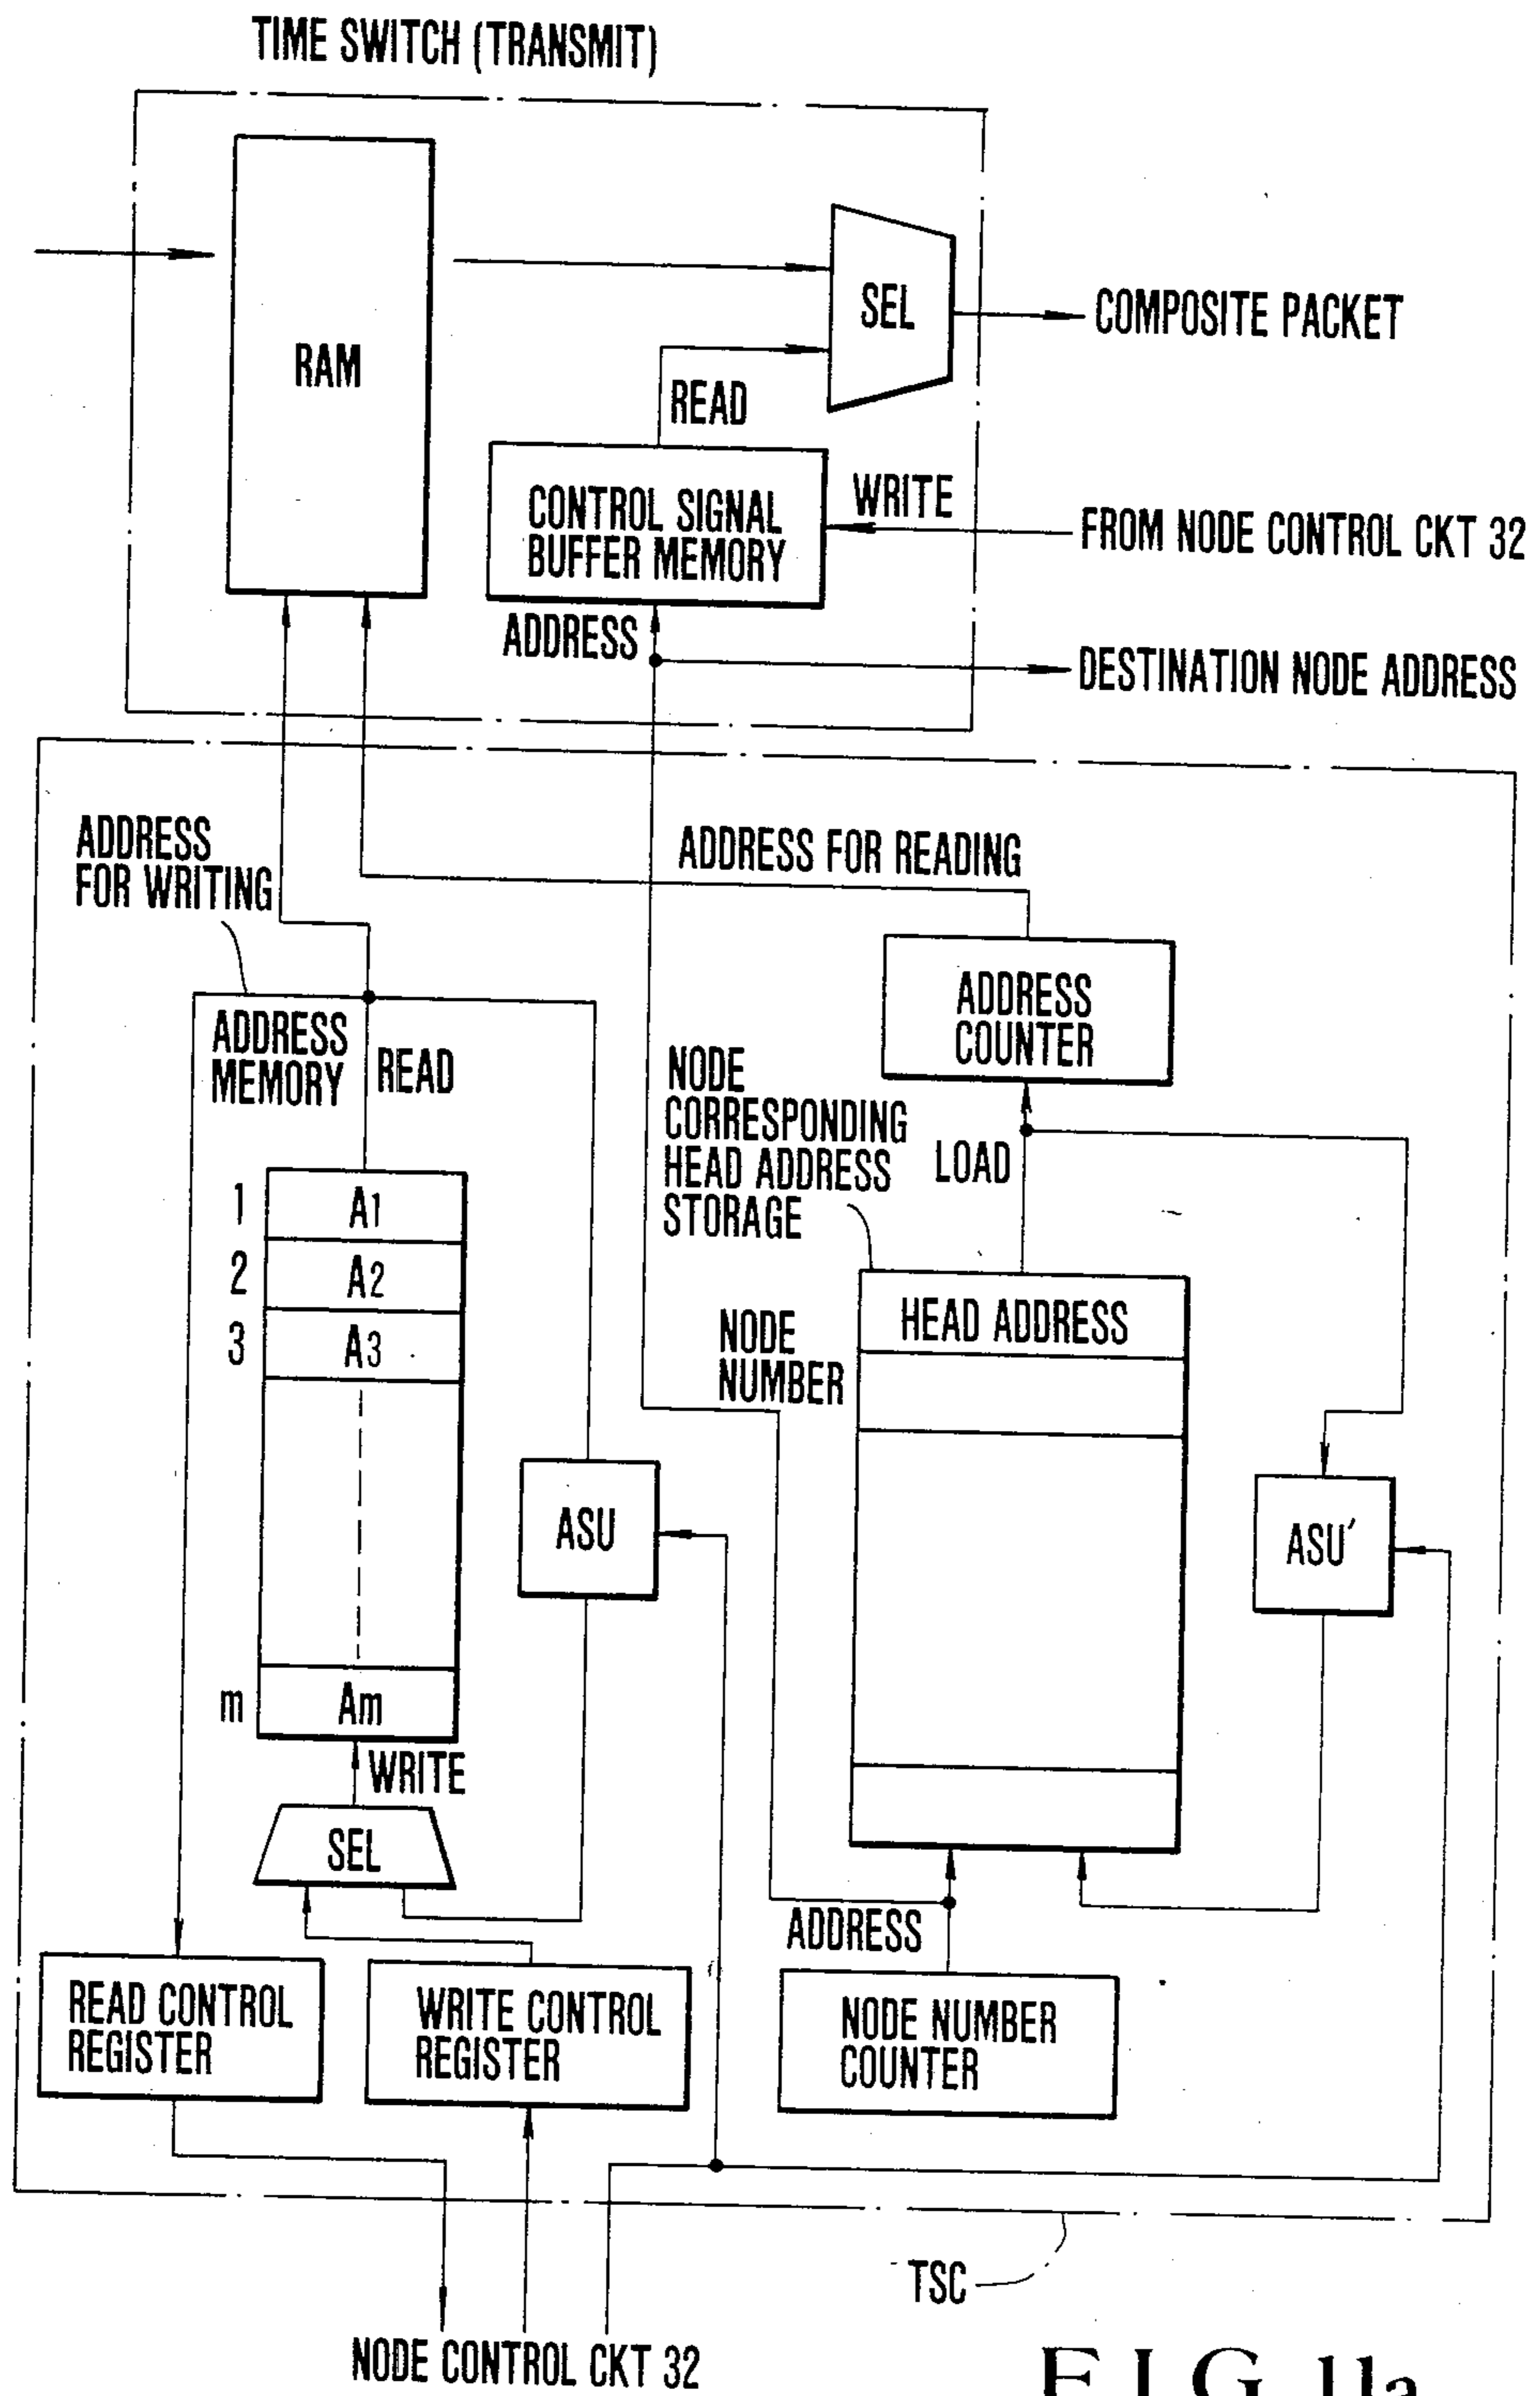 TIME SWITCH (TRANSMIT)
RAM
SEL
COMPOSITE PACKET
READ
CONTROL SIGNAL
BUFFER MEMORY
WRITE
FROM NODE CONTROL CKT 32
ADDRESS
DESTINATION NODE ADDRESS
ADDRESS
FOR WRITING
ADDRESS FOR READING
ADDRESS
COUNTER
ADDRESS
MEMORY
READ
NODE
CORRESPONDING
HEAD ADDRESS
STORAGE
LOAD
1 A1
2 A2
3 A3
NODE
NUMBER
HEAD ADDRESS
ASU
ASU'
m Am
WRITE
SEL
ADDRESS
READ CONTROL
REGISTER
WRITE CONTROL
REGISTER
NODE NUMBER
COUNTER
TSC
NODE CONTROL CKT 32
FIG. 11a